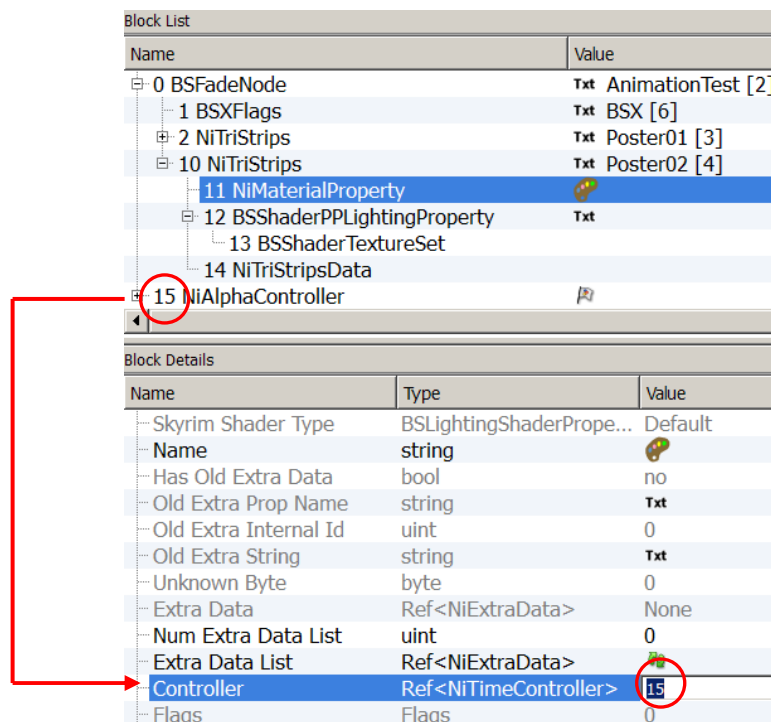 Block List
Name Value
0 BSFadeNode Txt AnimationTest [2]
1 BSXFlags Txt BSX [6]
2 NiTriStrips Txt Poster01 [3]
10 NiTriStrips Txt Poster02 [4]
11 NiMaterialProperty
12 BSShaderPPLightingProperty Txt
13 BSShaderTextureSet
14 NiTriStripsData
15 NiAlphaController
Block Details
Name Type Value
Skyrim Shader Type BSLightingShaderPrope... Default
Name string
Has Old Extra Data bool no
Old Extra Prop Name string Txt
Old Extra Internal Id uint 0
Old Extra String string Txt
Unknown Byte byte 0
Extra Data Ref<NiExtraData> None
Num Extra Data List uint 0
Extra Data List Ref<NiExtraData>
Controller Ref<NiTimeController> 15
Flags Flags 0